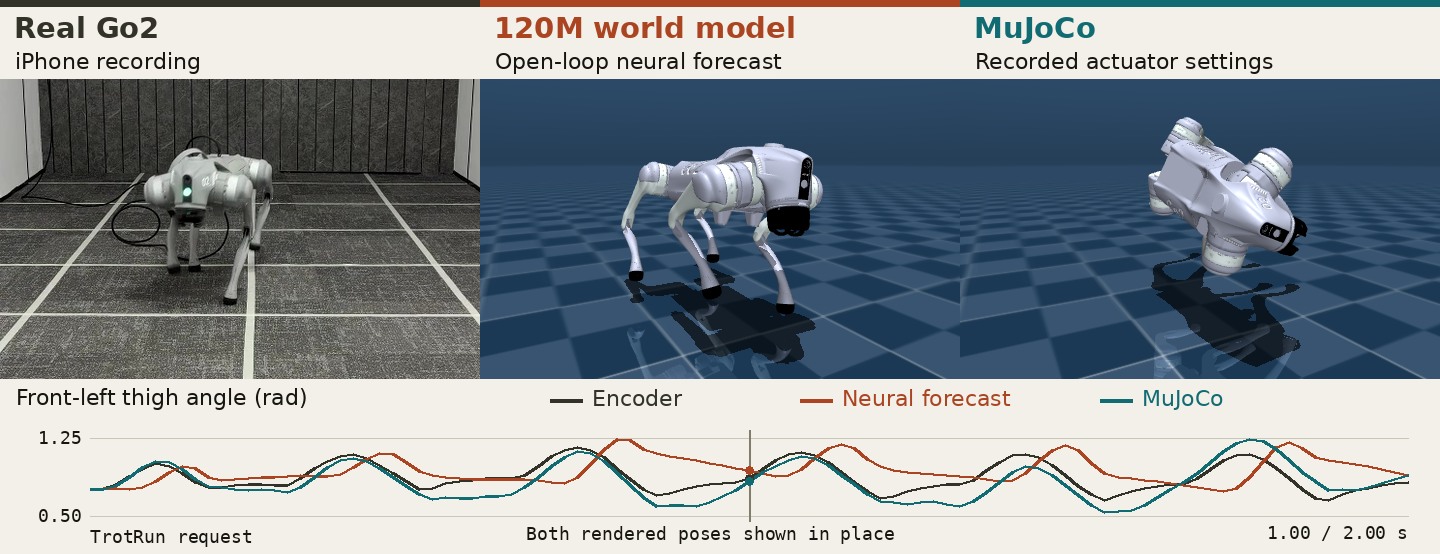 Real Go2
iPhone recording
120M world model
Open-loop neural forecast
MuJoCo
Recorded actuator settings
Front-left thigh angle (rad)
Encoder
Neural forecast
MuJoCo
1.25
0.50
TrotRun request
Both rendered poses shown in place
1.00 / 2.00 s